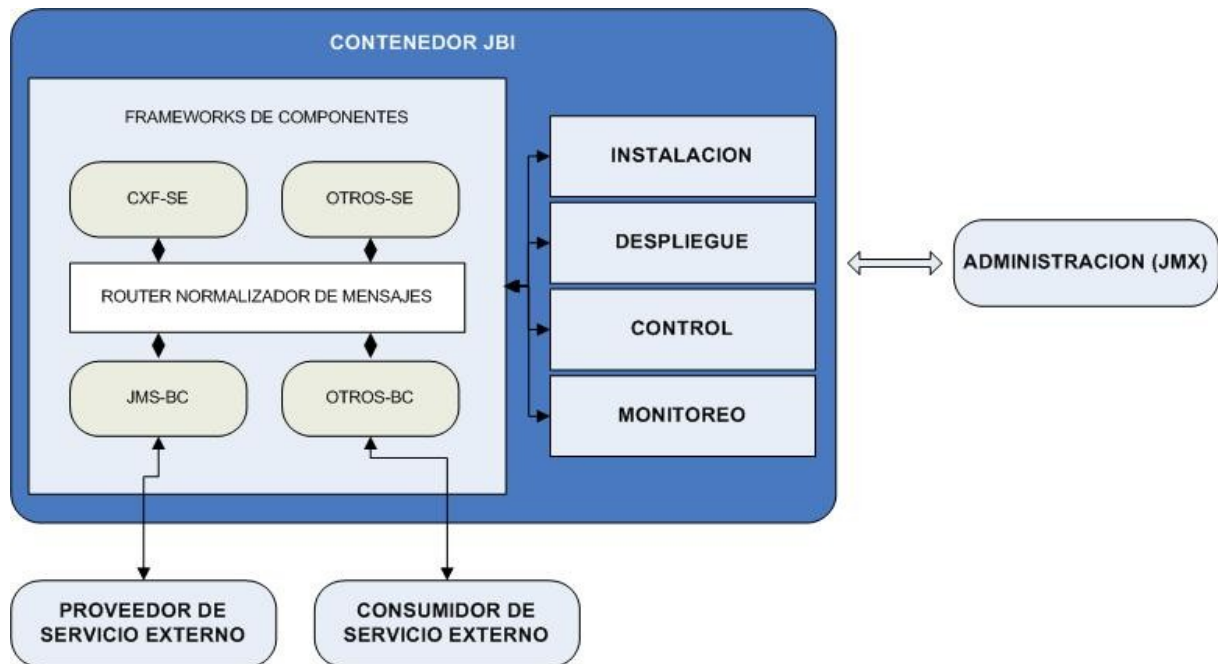 CONTENEDOR JBI
FRAMEWORKS DE COMPONENTES
CXF-SE
OTROS-SE
ROUTER NORMALIZADOR DE MENSAJES
JMS-BC
OTROS-BC
INSTALACION
DESPLIEGUE
CONTROL
MONITOREO
ADMINISTRACION (JMX)
PROVEEDOR DE
SERVICIO EXTERNO
CONSUMIDOR DE
SERVICIO EXTERNO